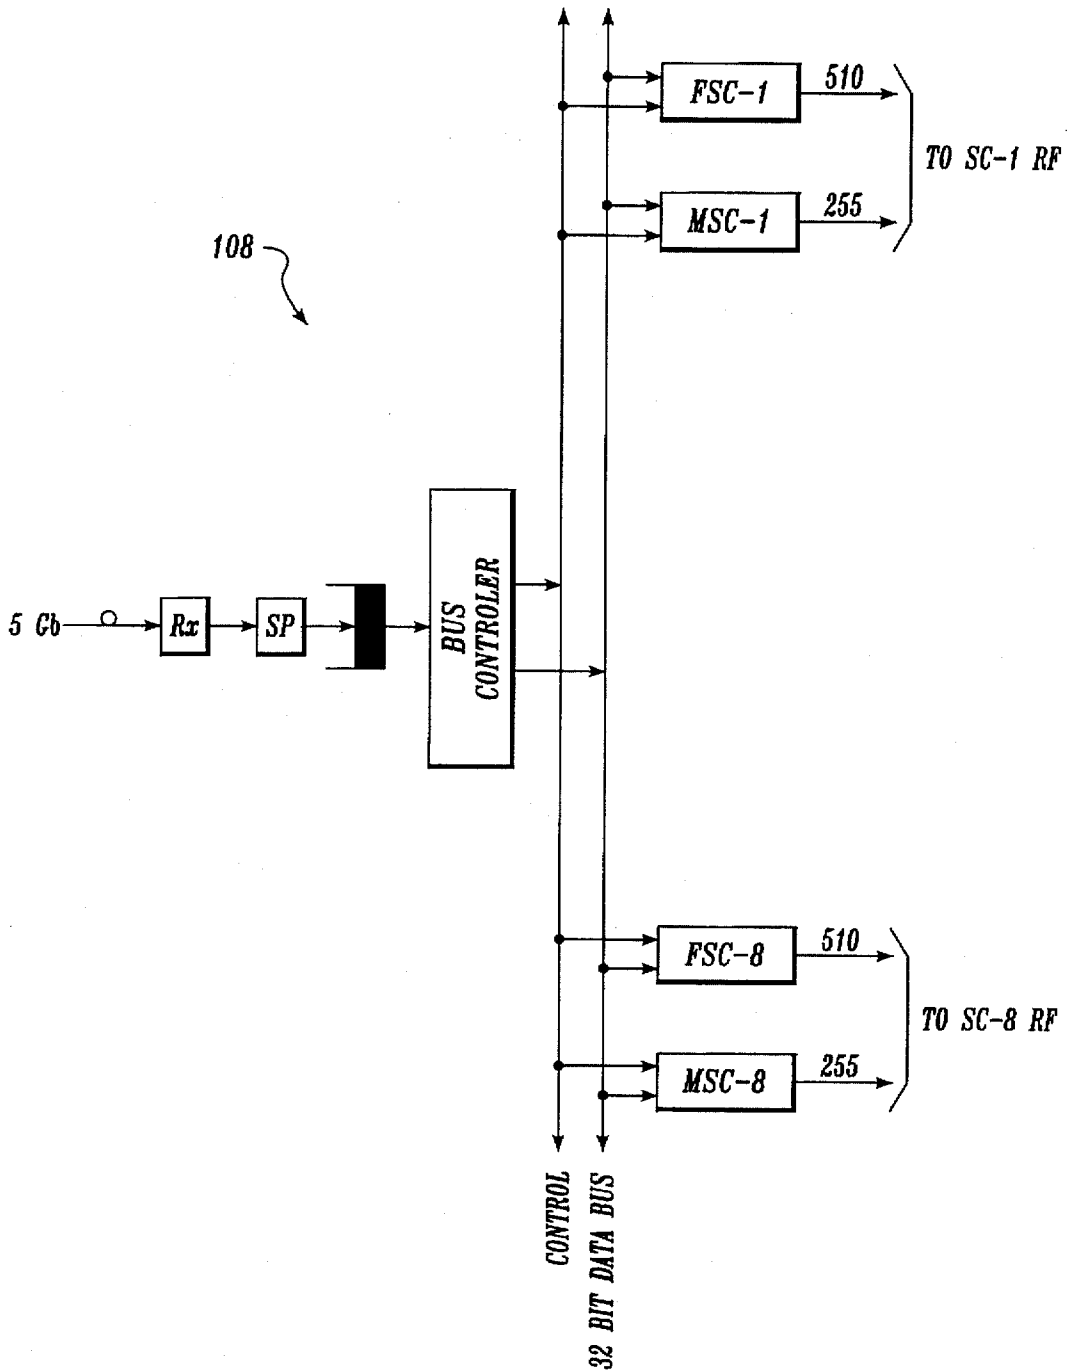 FSC-1
510
TO SC-1 RF
MSC-1
255
108
5 Gb
Rx
SP
BUS
CONTROLER
FSC-8
510
TO SC-8 RF
MSC-8
255
CONTROL
32 BIT DATA BUS